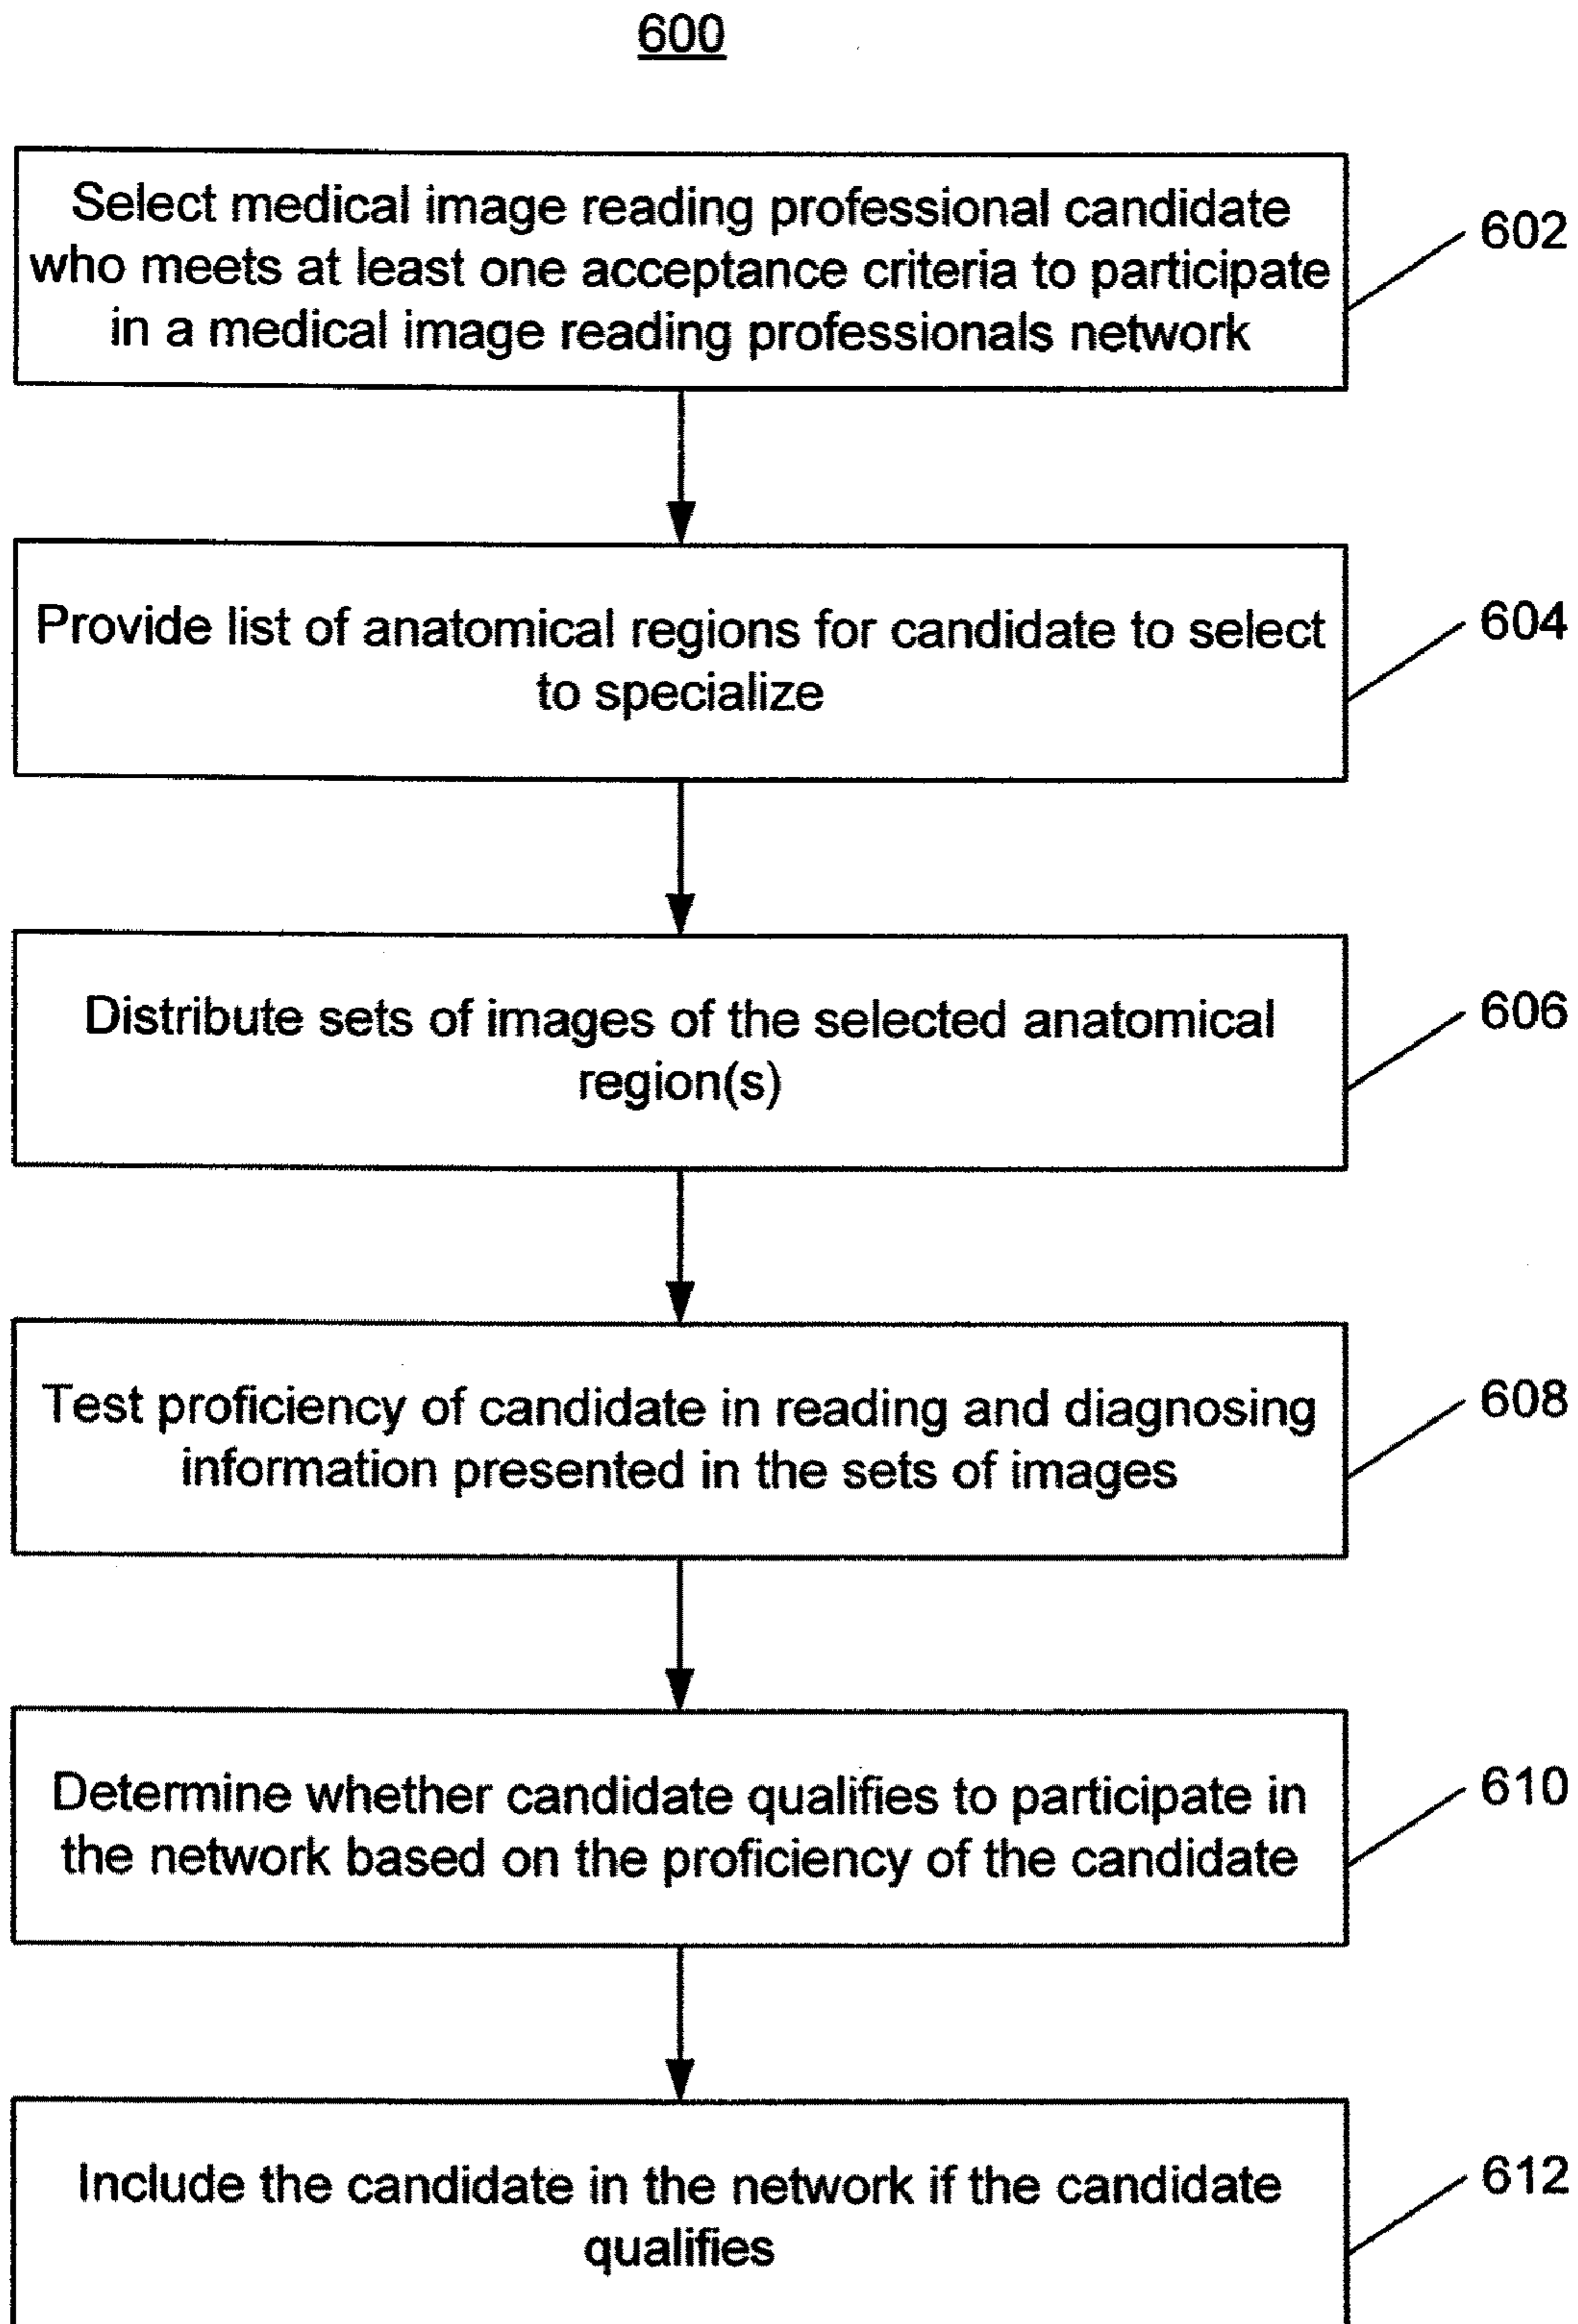 600
Select medical image reading professional candidate
who meets at least one acceptance criteria to participate
in a medical image reading professionals network
602
Provide list of anatomical regions for candidate to select
to specialize
604
Distribute sets of images of the selected anatomical
region(s)
606
Test proficiency of candidate in reading and diagnosing
information presented in the sets of images
608
Determine whether candidate qualifies to participate in
the network based on the proficiency of the candidate
610
Include the candidate in the network if the candidate
qualifies
612